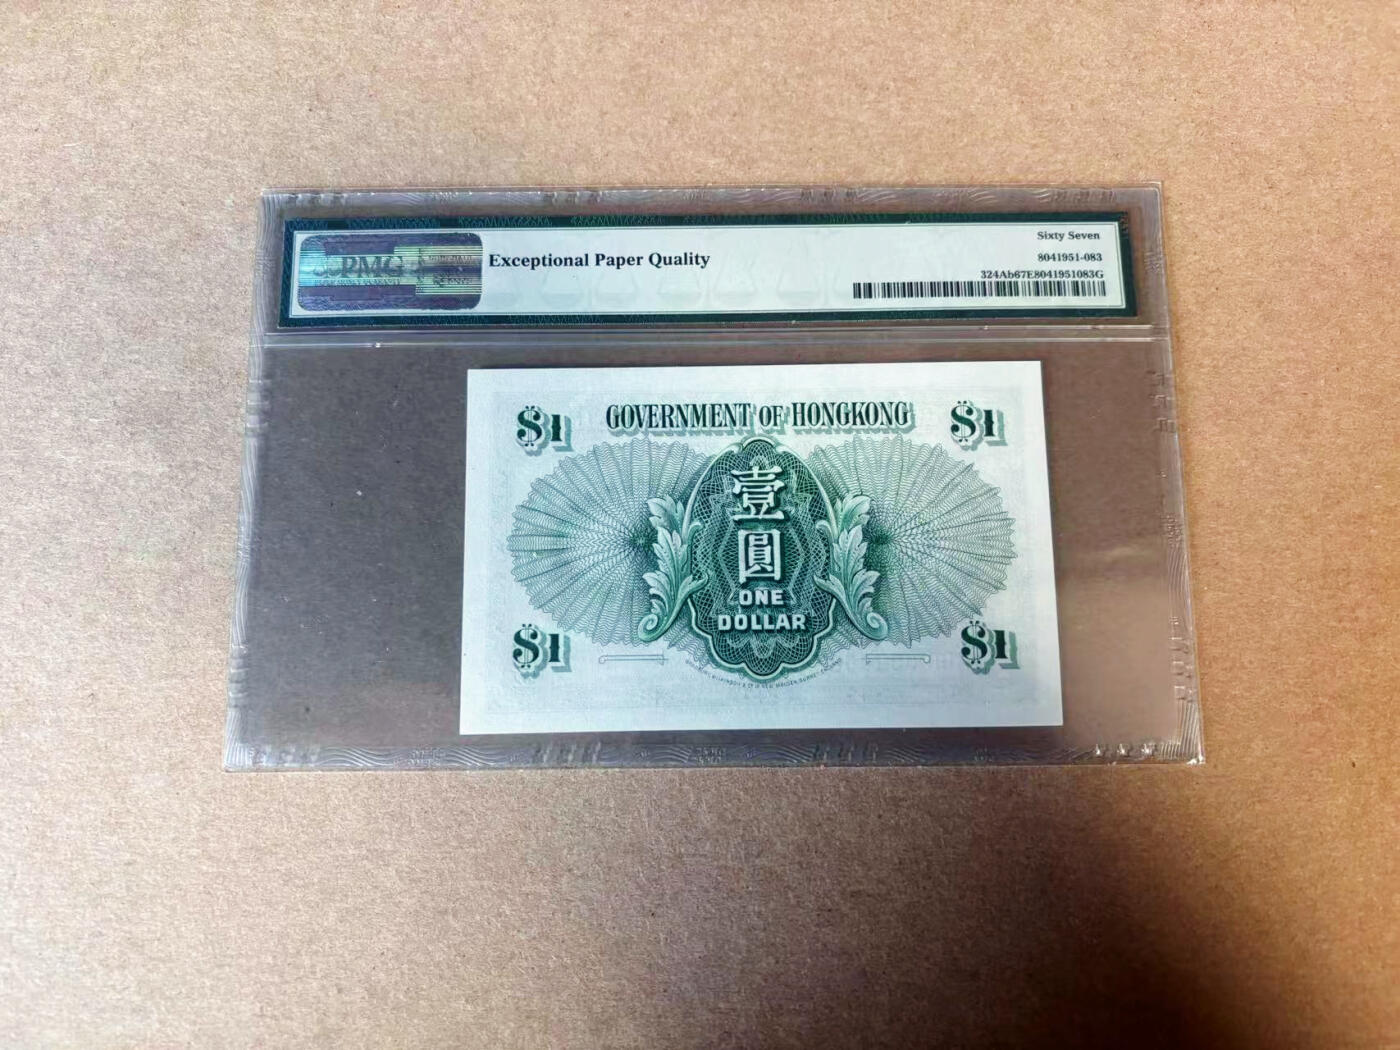 PMG
Exceptional Paper Quality
Sixty Seven
8041951-083
324Ab67E8041951083G
$1
GOVERNMENT OF HONGKONG
$1
壹
圓
ONE
DOLLAR
$1
$1